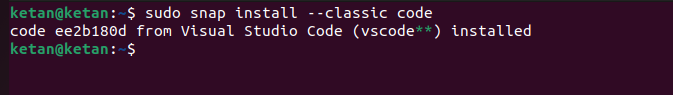 ketan@ketan:~$ sudo snap install --classic code
code ee2b180d from Visual Studio Code (vscode**) installed
ketan@ketan:~$